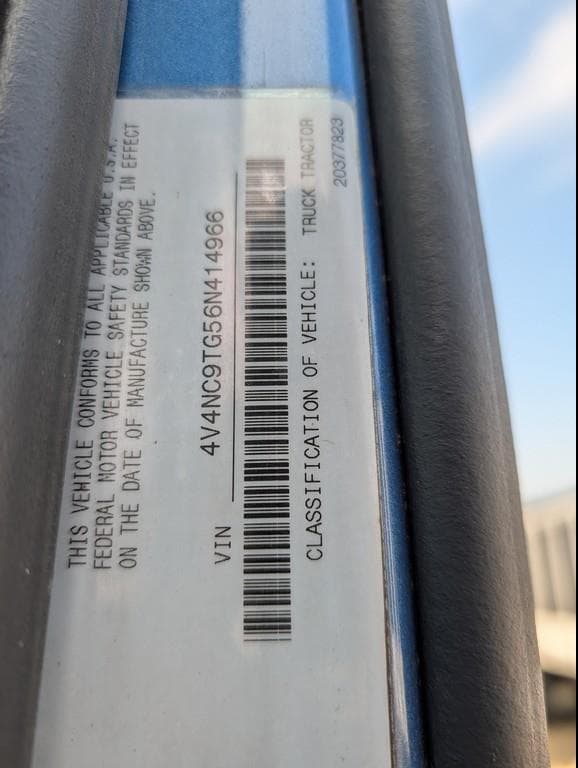 THIS VEHICLE CONFORMS TO ALL APPLICABLE U.S.A.
FEDERAL MOTOR VEHICLE SAFETY STANDARDS IN EFFECT
ON THE DATE OF MANUFACTURE SHOWN ABOVE.
VIN 4V4NC9TG56N414966
CLASSIFICATION OF VEHICLE: TRUCK TRACTOR
20377823